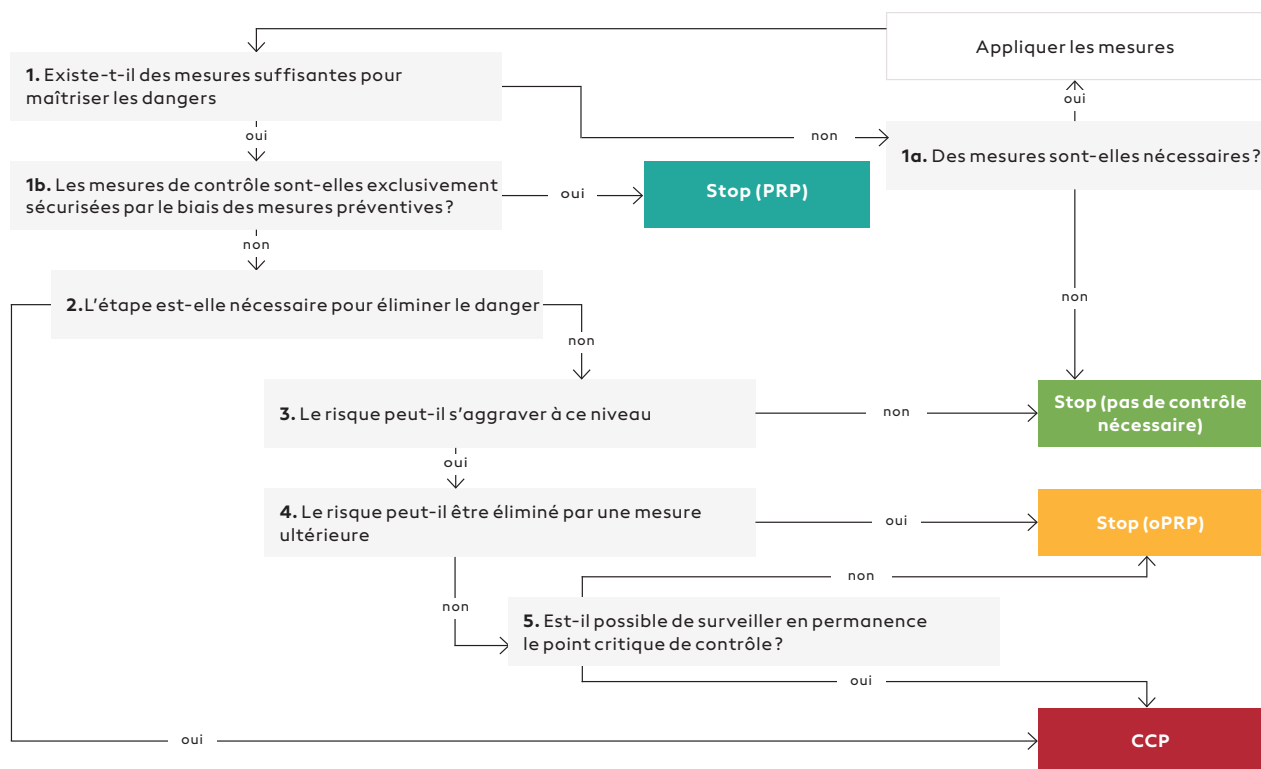 Appliquer les mesures
1. Existe-t-il des mesures suffisantes pour
maîtriser les dangers
oui
oui
non
1a. Des mesures sont-elles nécessaires ?
1b. Les mesures de contrôle sont-elles exclusivement
sécurisées par le biais des mesures préventives ?
oui
Stop (PRP)
non
2.L'étape est-elle nécessaire pour éliminer le danger
non
non
3. Le risque peut-il s'aggraver à ce niveau
non
Stop (pas de contrôle
nécessaire)
oui
4. Le risque peut-il être éliminé par une mesure
ultérieure
oui
Stop (oPRP)
non
non
5. Est-il possible de surveiller en permanence
le point critique de contrôle ?
oui
oui
CCP